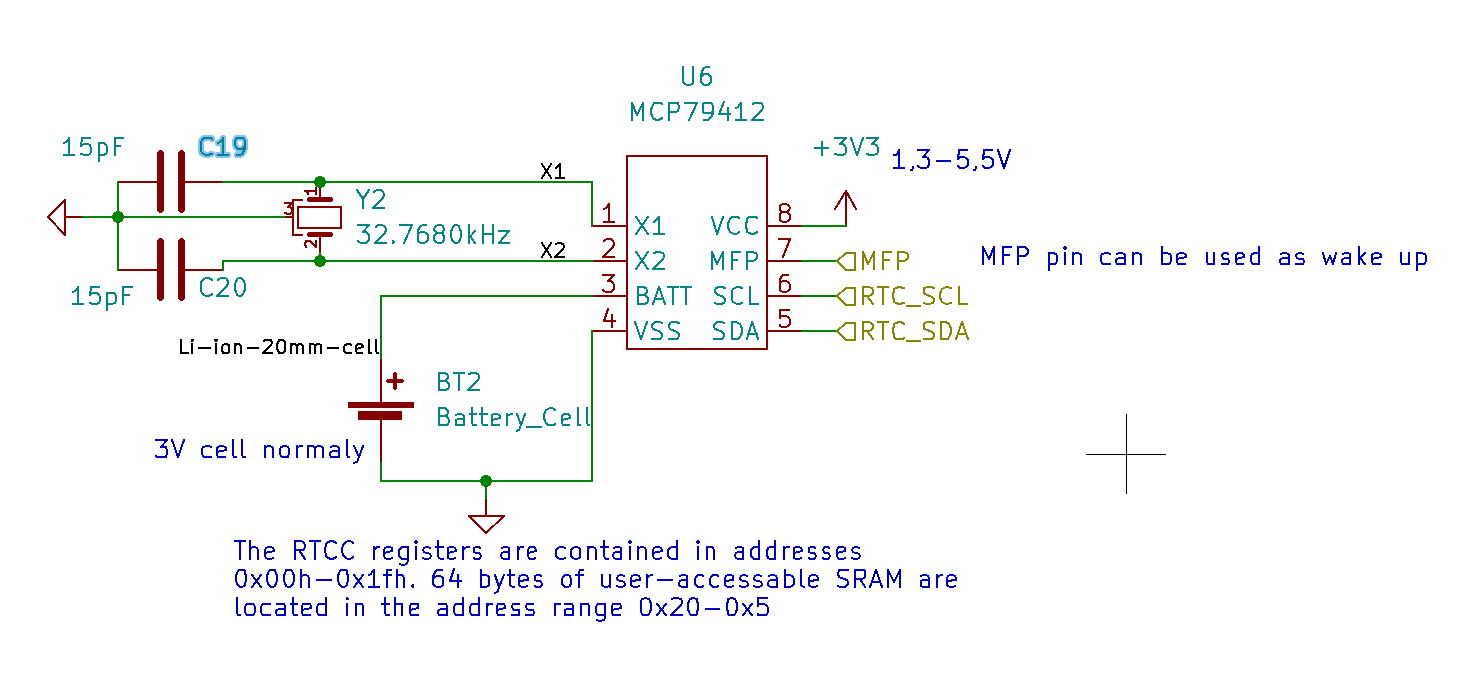 U6
MCP79412
15pF
C19
+3V3
1,3-5,5V
X1
1
3
Y2
32.7680kHz
2
X2
15pF
C20
1
X1
VCC
8
2
X2
MFP
7
MFP
MFP pin can be used as wake up
3
BATT
SCL
6
RTC_SCL
4
VSS
SDA
5
RTC_SDA
Li-ion-20mm-cell
+
BT2
Battery_Cell
3V cell normaly
The RTCC registers are contained in addresses
0x00h-0x1fh. 64 bytes of user-accessable SRAM are
located in the address range 0x20-0x5